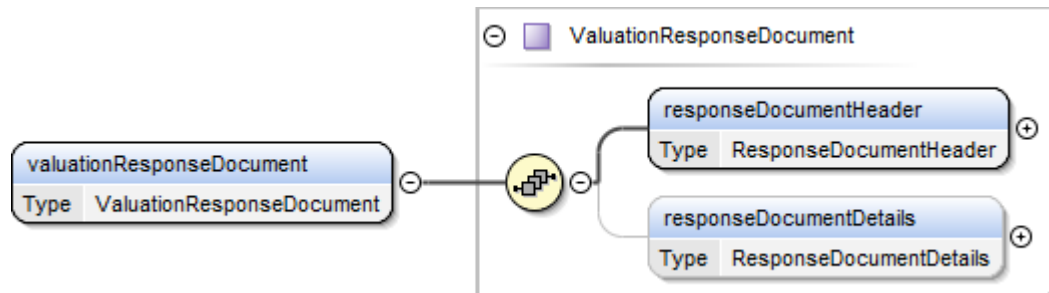 ValuationResponseDocument
responseDocumentHeader
Type ResponseDocumentHeader
valuationResponseDocument
Type ValuationResponseDocument
responseDocumentDetails
Type ResponseDocumentDetails